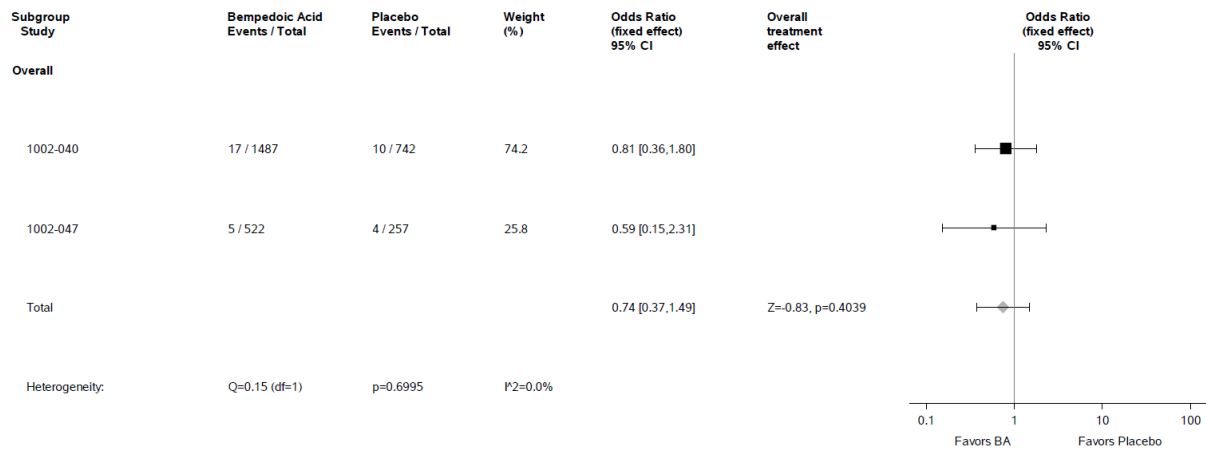 Subgroup Bempedoic Acid Placebo Weight Odds Ratio Overall Odds Ratio
Study Events / Total Events / Total (%) (fixed effect) treatment (fixed effect)
95% CI effect 95% CI
Overall
1002-040 17 / 1487 10 / 742 74.2 0.81 [0.36,1.80]
1002-047 5 / 522 4 / 257 25.8 0.59 [0.15,2.31]
Total 0.74 [0.37,1.49] Z=-0.83, p=0.4039
Heterogeneity: Q=0.15 (df=1) p=0.6995 I^2=0.0%
0.1 1 10 100
Favors BA Favors Placebo